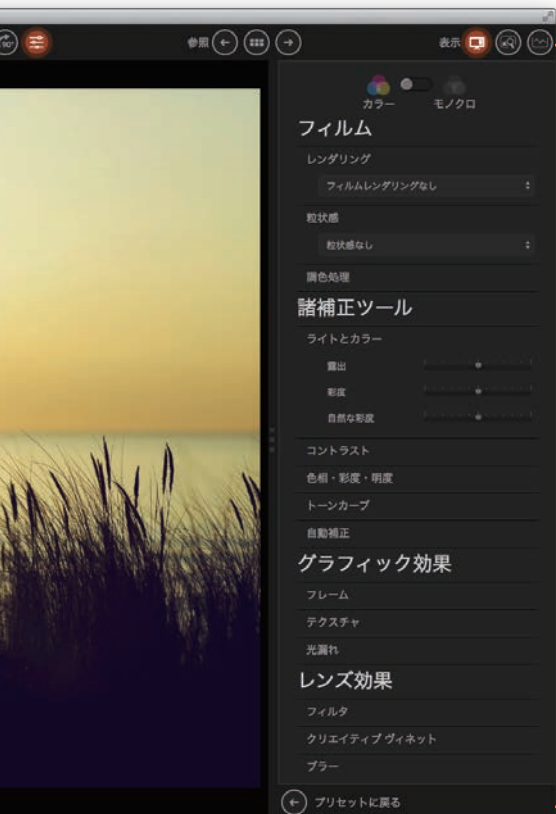 90°
参照
表示
カラー モノクロ
フィルム
レンダリング
フィルムレンダリングなし
粒状感
粒状感なし
調色処理
諸補正ツール
ライトとカラー
露出
彩度
自然な彩度
コントラスト
色相・彩度・明度
トーンカーブ
自動補正
グラフィック効果
フレーム
テクスチャ
光漏れ
レンズ効果
フィルタ
クリエイティブ ヴィネット
ブラー
プリセットに戻る